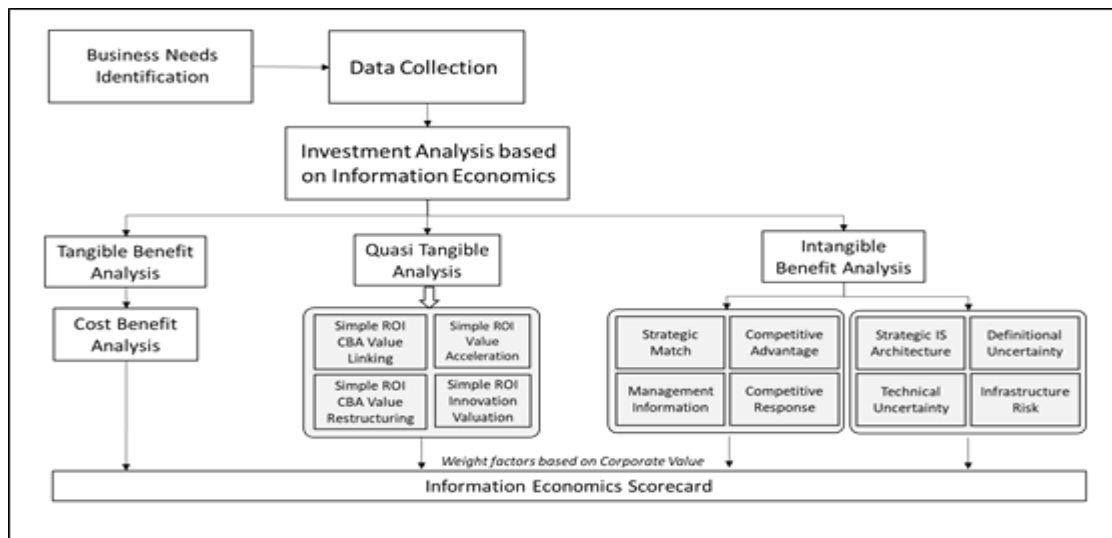 Business Needs
Identification
Data Collection
Investment Analysis based
on Information Economics
Tangible Benefit
Analysis
Quasi Tangible
Analysis
Intangible
Benefit Analysis
Cost Benefit
Analysis
Simple ROI
CBA Value
Linking
Simple ROI
Value
Acceleration
Simple ROI
CBA Value
Restructuring
Simple ROI
Innovation
Valuation
Strategic
Match
Competitive
Advantage
Management
Information
Competitive
Response
Strategic IS
Architecture
Definitional
Uncertainty
Technical
Uncertainty
Infrastructure
Risk
Weight factors based on Corporate Value
Information Economics Scorecard